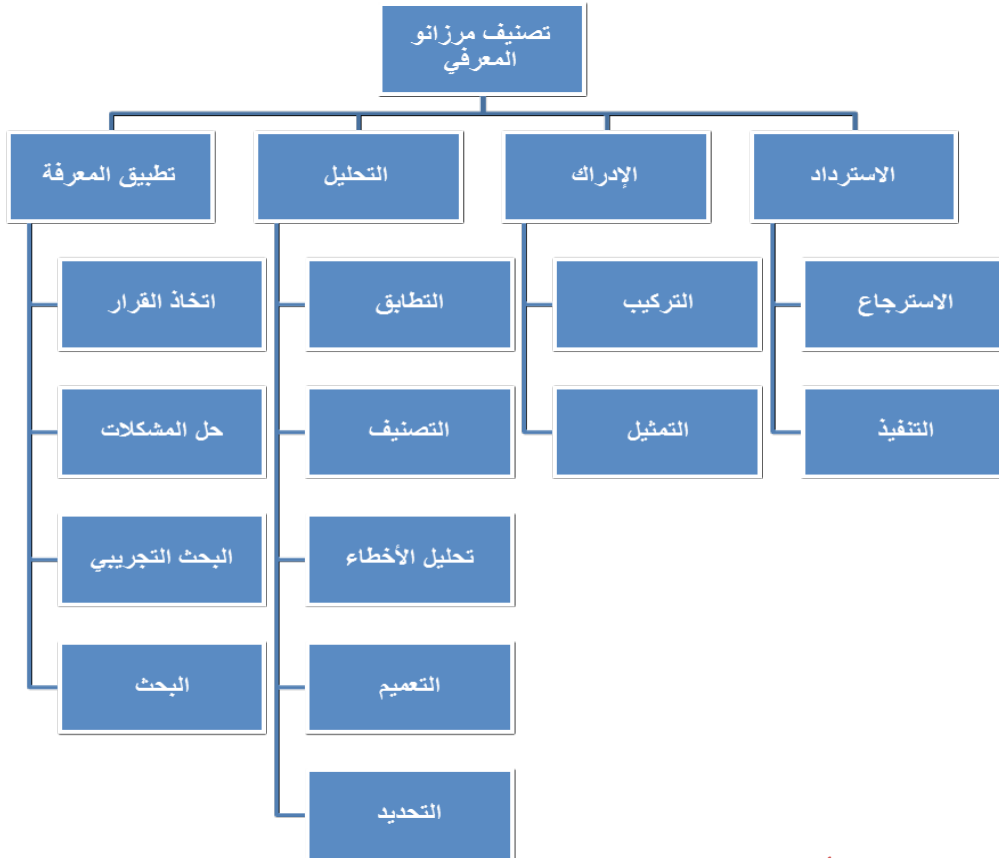 تصنيف مرزانو
المعرفي
الاسترداد
الإدراك
التحليل
تطبيق المعرفة
الاسترجاع
التركيب
التطابق
اتخاذ القرار
التنفيذ
التمثيل
التصنيف
حل المشكلات
تحليل الأخطاء
البحث التجريبي
التعميم
البحث
التحديد